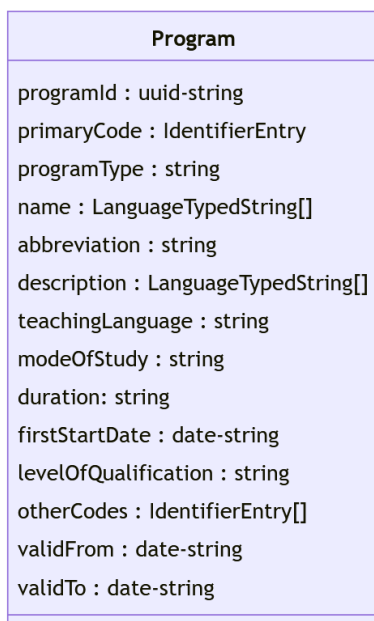 Program
programId : uuid-string
primaryCode : IdentifierEntry
programType : string
name : LanguageTypedString[]
abbreviation : string
description : LanguageTypedString[]
teachingLanguage : string
modeOfStudy : string
duration: string
firstStartDate : date-string
levelOfQualification : string
otherCodes : IdentifierEntry[]
validFrom : date-string
validTo : date-string